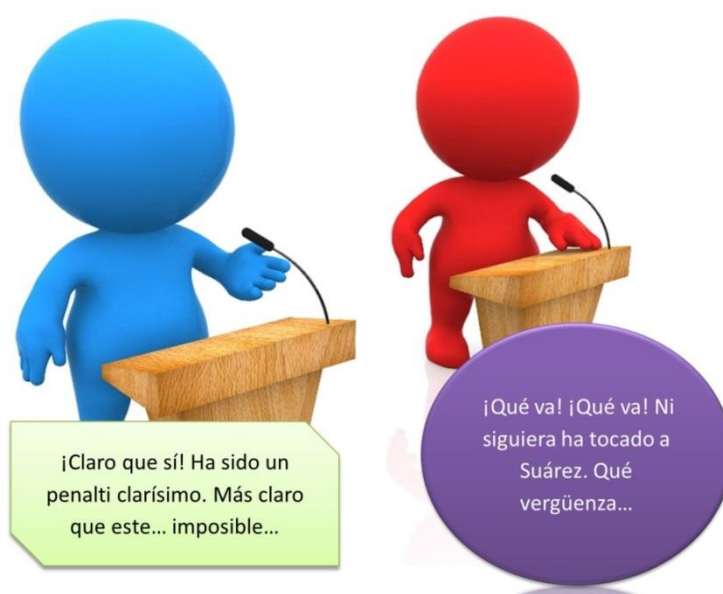 ¡Claro que sí! Ha sido un
penalti clarísimo. Más claro
que este... imposible...
¡Qué va! ¡Qué va! Ni
siguiera ha tocado a
Suárez. Qué
vergüenza...